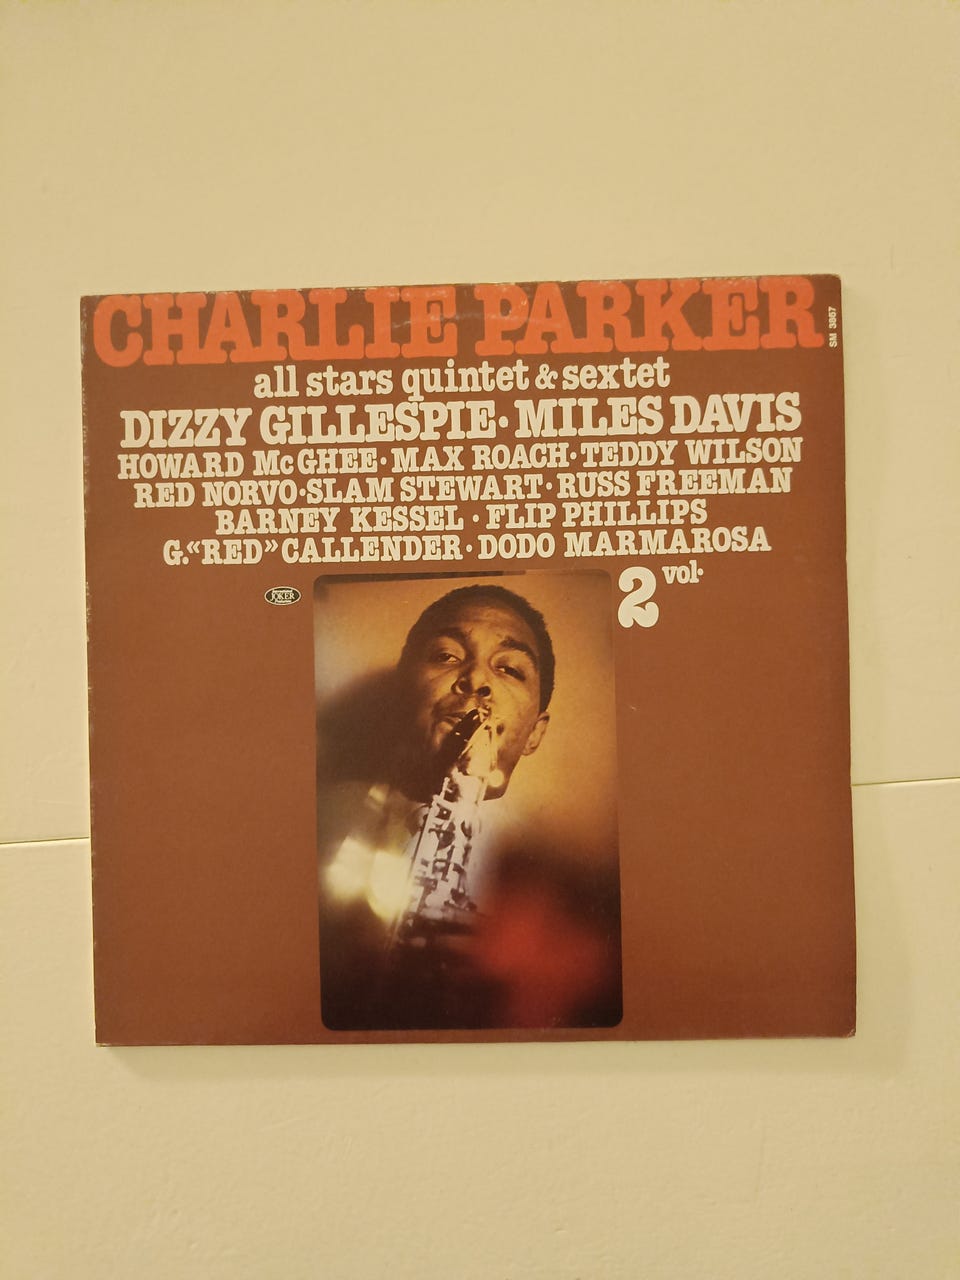 CHARLIE PARKER
SM 3867
all stars quintet & sextet
DIZZY GILLESPIE · MILES DAVIS
HOWARD McGHEE · MAX ROACH · TEDDY WILSON
RED NORVO · SLAM STEWART · RUSS FREEMAN
BARNEY KESSEL · FLIP PHILLIPS
G. «RED» CALLENDER · DODO MARMAROSA
2 vol·
JOKER